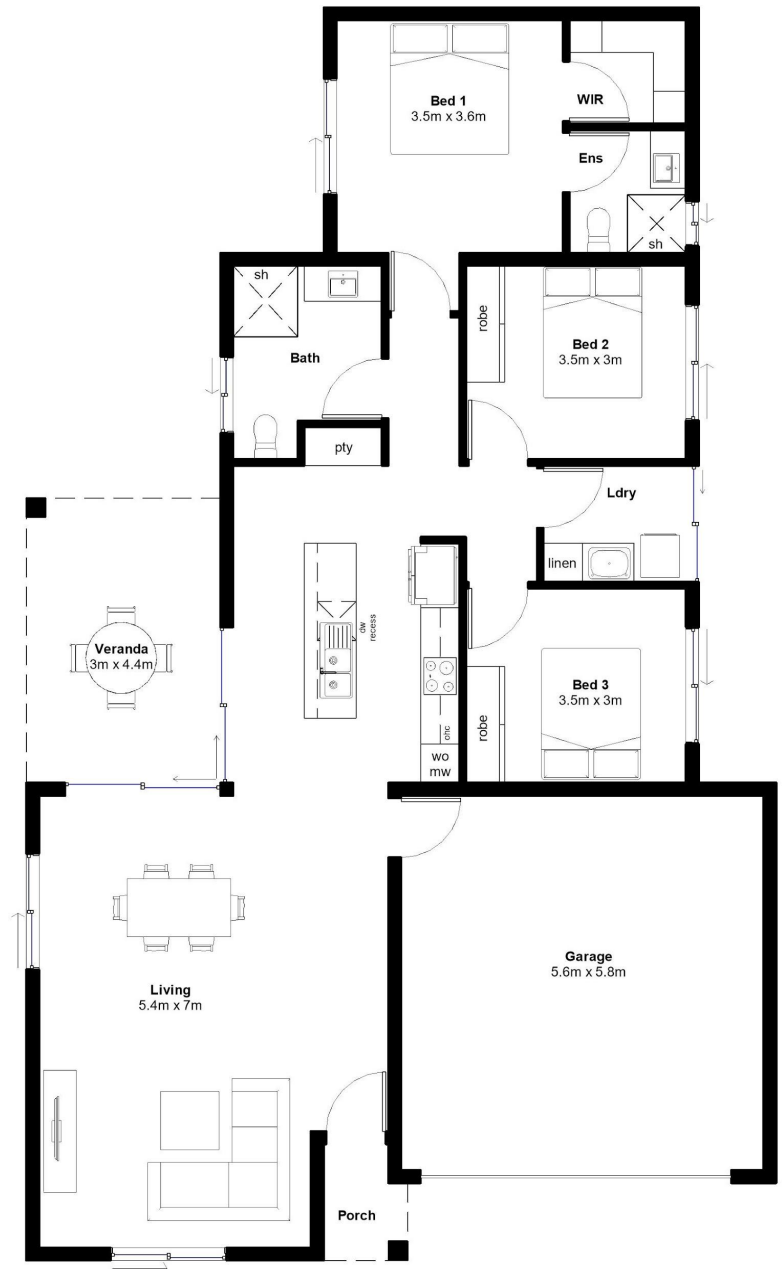 Bed 1
3.5m x 3.6m
WIR
Ens
sh
sh
Bath
robe
Bed 2
3.5m x 3m
pty
Ldry
linen
Veranda
3m x 4.4m
dw
recess
ohc
wo
mw
robe
Bed 3
3.5m x 3m
Living
5.4m x 7m
Garage
5.6m x 5.8m
Porch